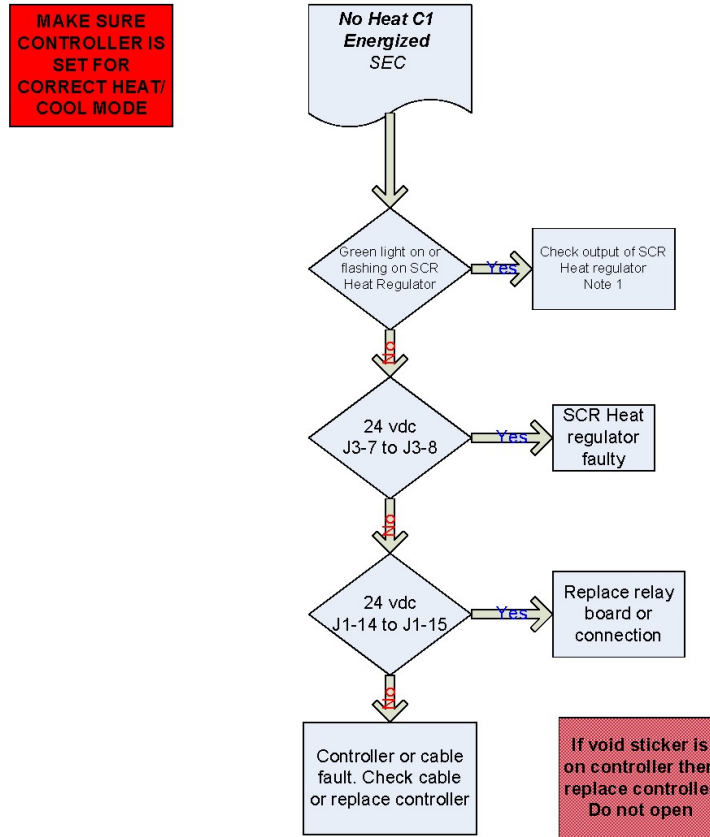 MAKE SURE
CONTROLLER IS
SET FOR
CORRECT HEAT/
COOL MODE
No Heat C1
Energized
SEC
Green light on or
flashing on SCR
Heat Regulator
Yes
Check output of SCR
Heat regulator
Note 1
No
24 vdc
J3-7 to J3-8
Yes
SCR Heat
regulator
faulty
No
24 vdc
J1-14 to J1-15
Yes
Replace relay
board or
connection
No
Controller or cable
fault. Check cable
or replace controller
If void sticker is
on controller then
replace controlle
Do not open